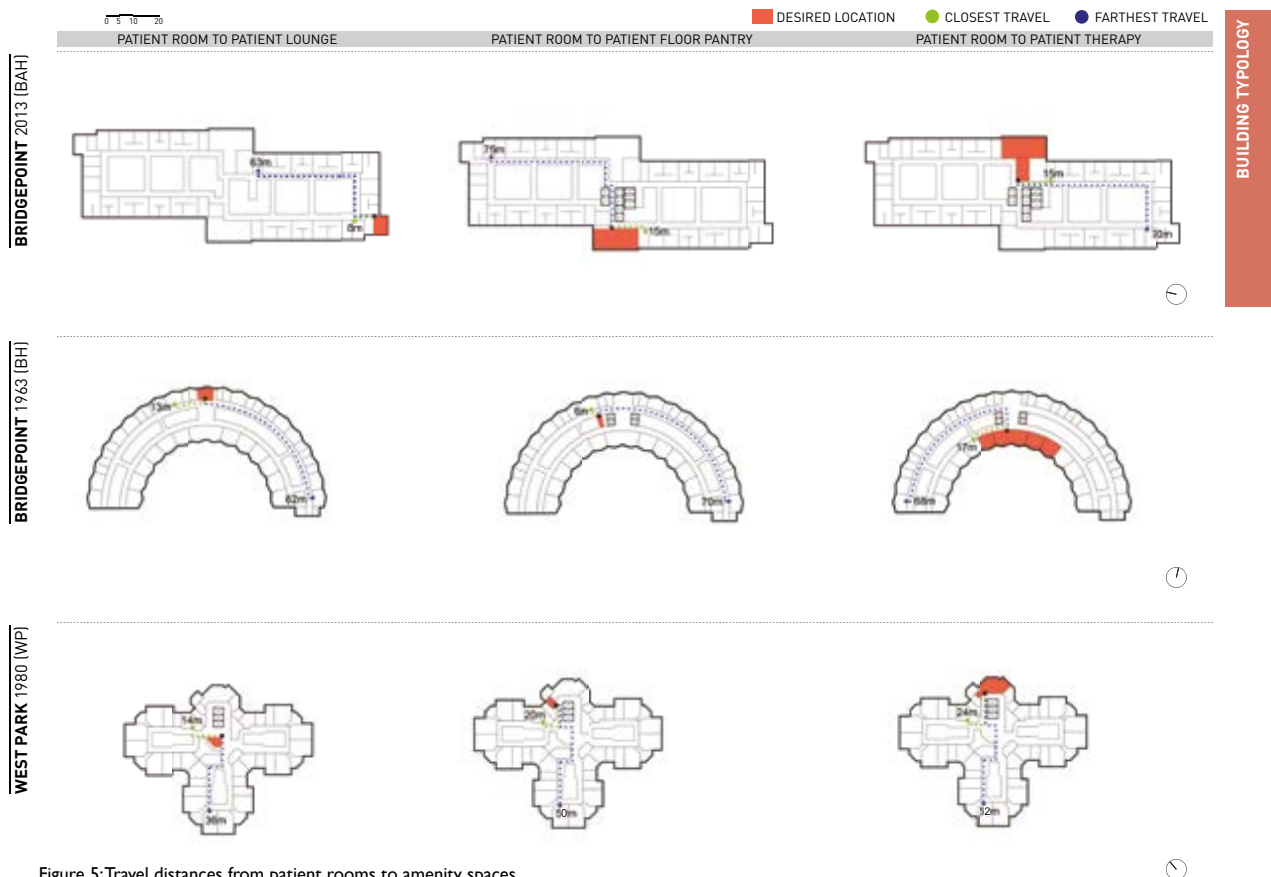 0 5 10 20
DESIRED LOCATION CLOSEST TRAVEL FARTHEST TRAVEL
PATIENT ROOM TO PATIENT LOUNGE PATIENT ROOM TO PATIENT FLOOR PANTRY PATIENT ROOM TO PATIENT THERAPY
BUILDING TYPOLOGY
BRIDGEPOINT 2013 (BAH)
63m
8m
75m
15m
15m
BRIDGEPOINT 1963 (BH)
13m
62m
6m
70m
17m
68m
WEST PARK 1980 (WP)
14m
36m
20m
50m
24m
52m
Figure 5: Travel distances from patient rooms to amenity spaces